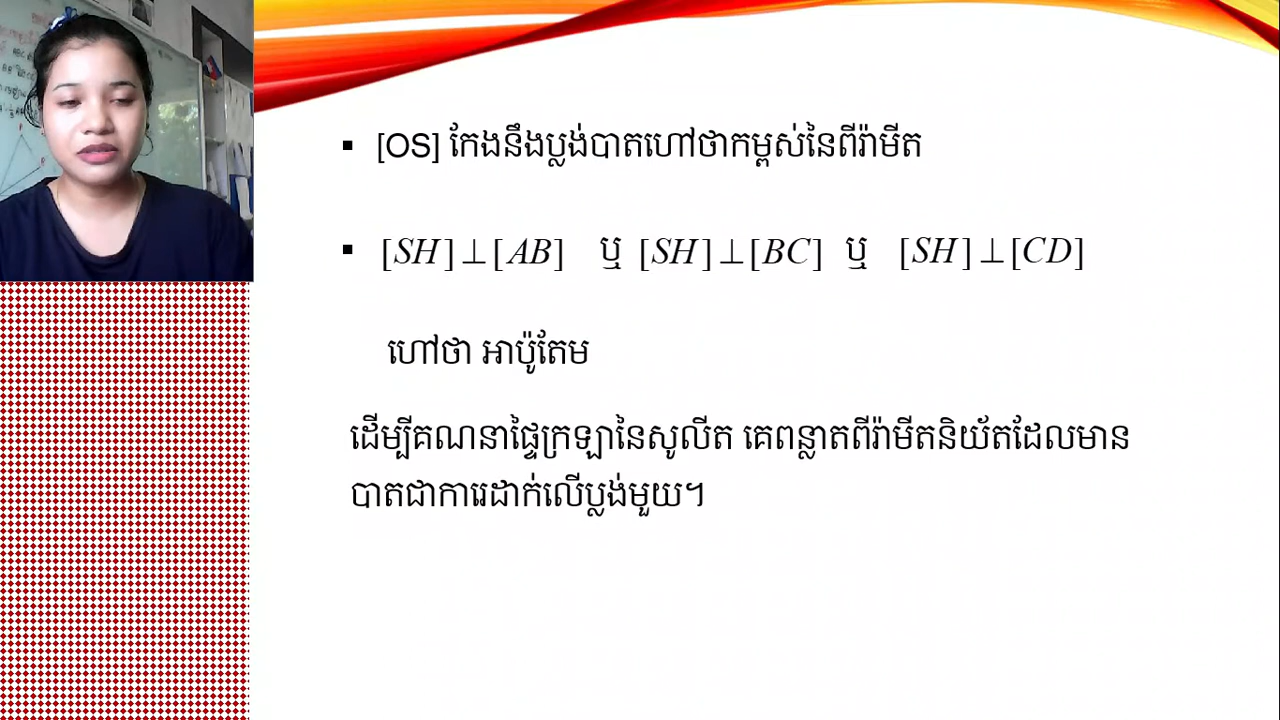 [OS] កែងនឹងប្លង់បាតហៅថាកម្ពស់នៃពីរ៉ាមីត
[SH]⊥[AB] ឬ [SH]⊥[BC] ឬ [SH]⊥[CD]
ហៅថា អាប៉ូតែម
ដើម្បីគណនាផ្ទៃក្រឡានៃសូលីត គេពន្លាតពីរ៉ាមីតនិយ័តដែលមាន
បាតជាការេដាក់លើប្លង់មួយ។